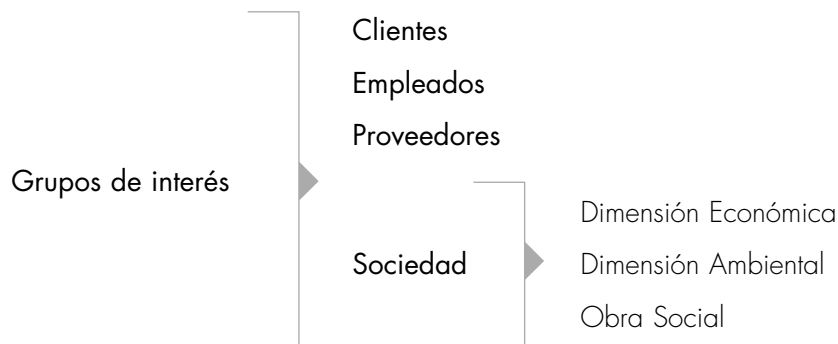 Clientes
Empleados
Proveedores
Grupos de interés
Sociedad
Dimensión Económica
Dimensión Ambiental
Obra Social